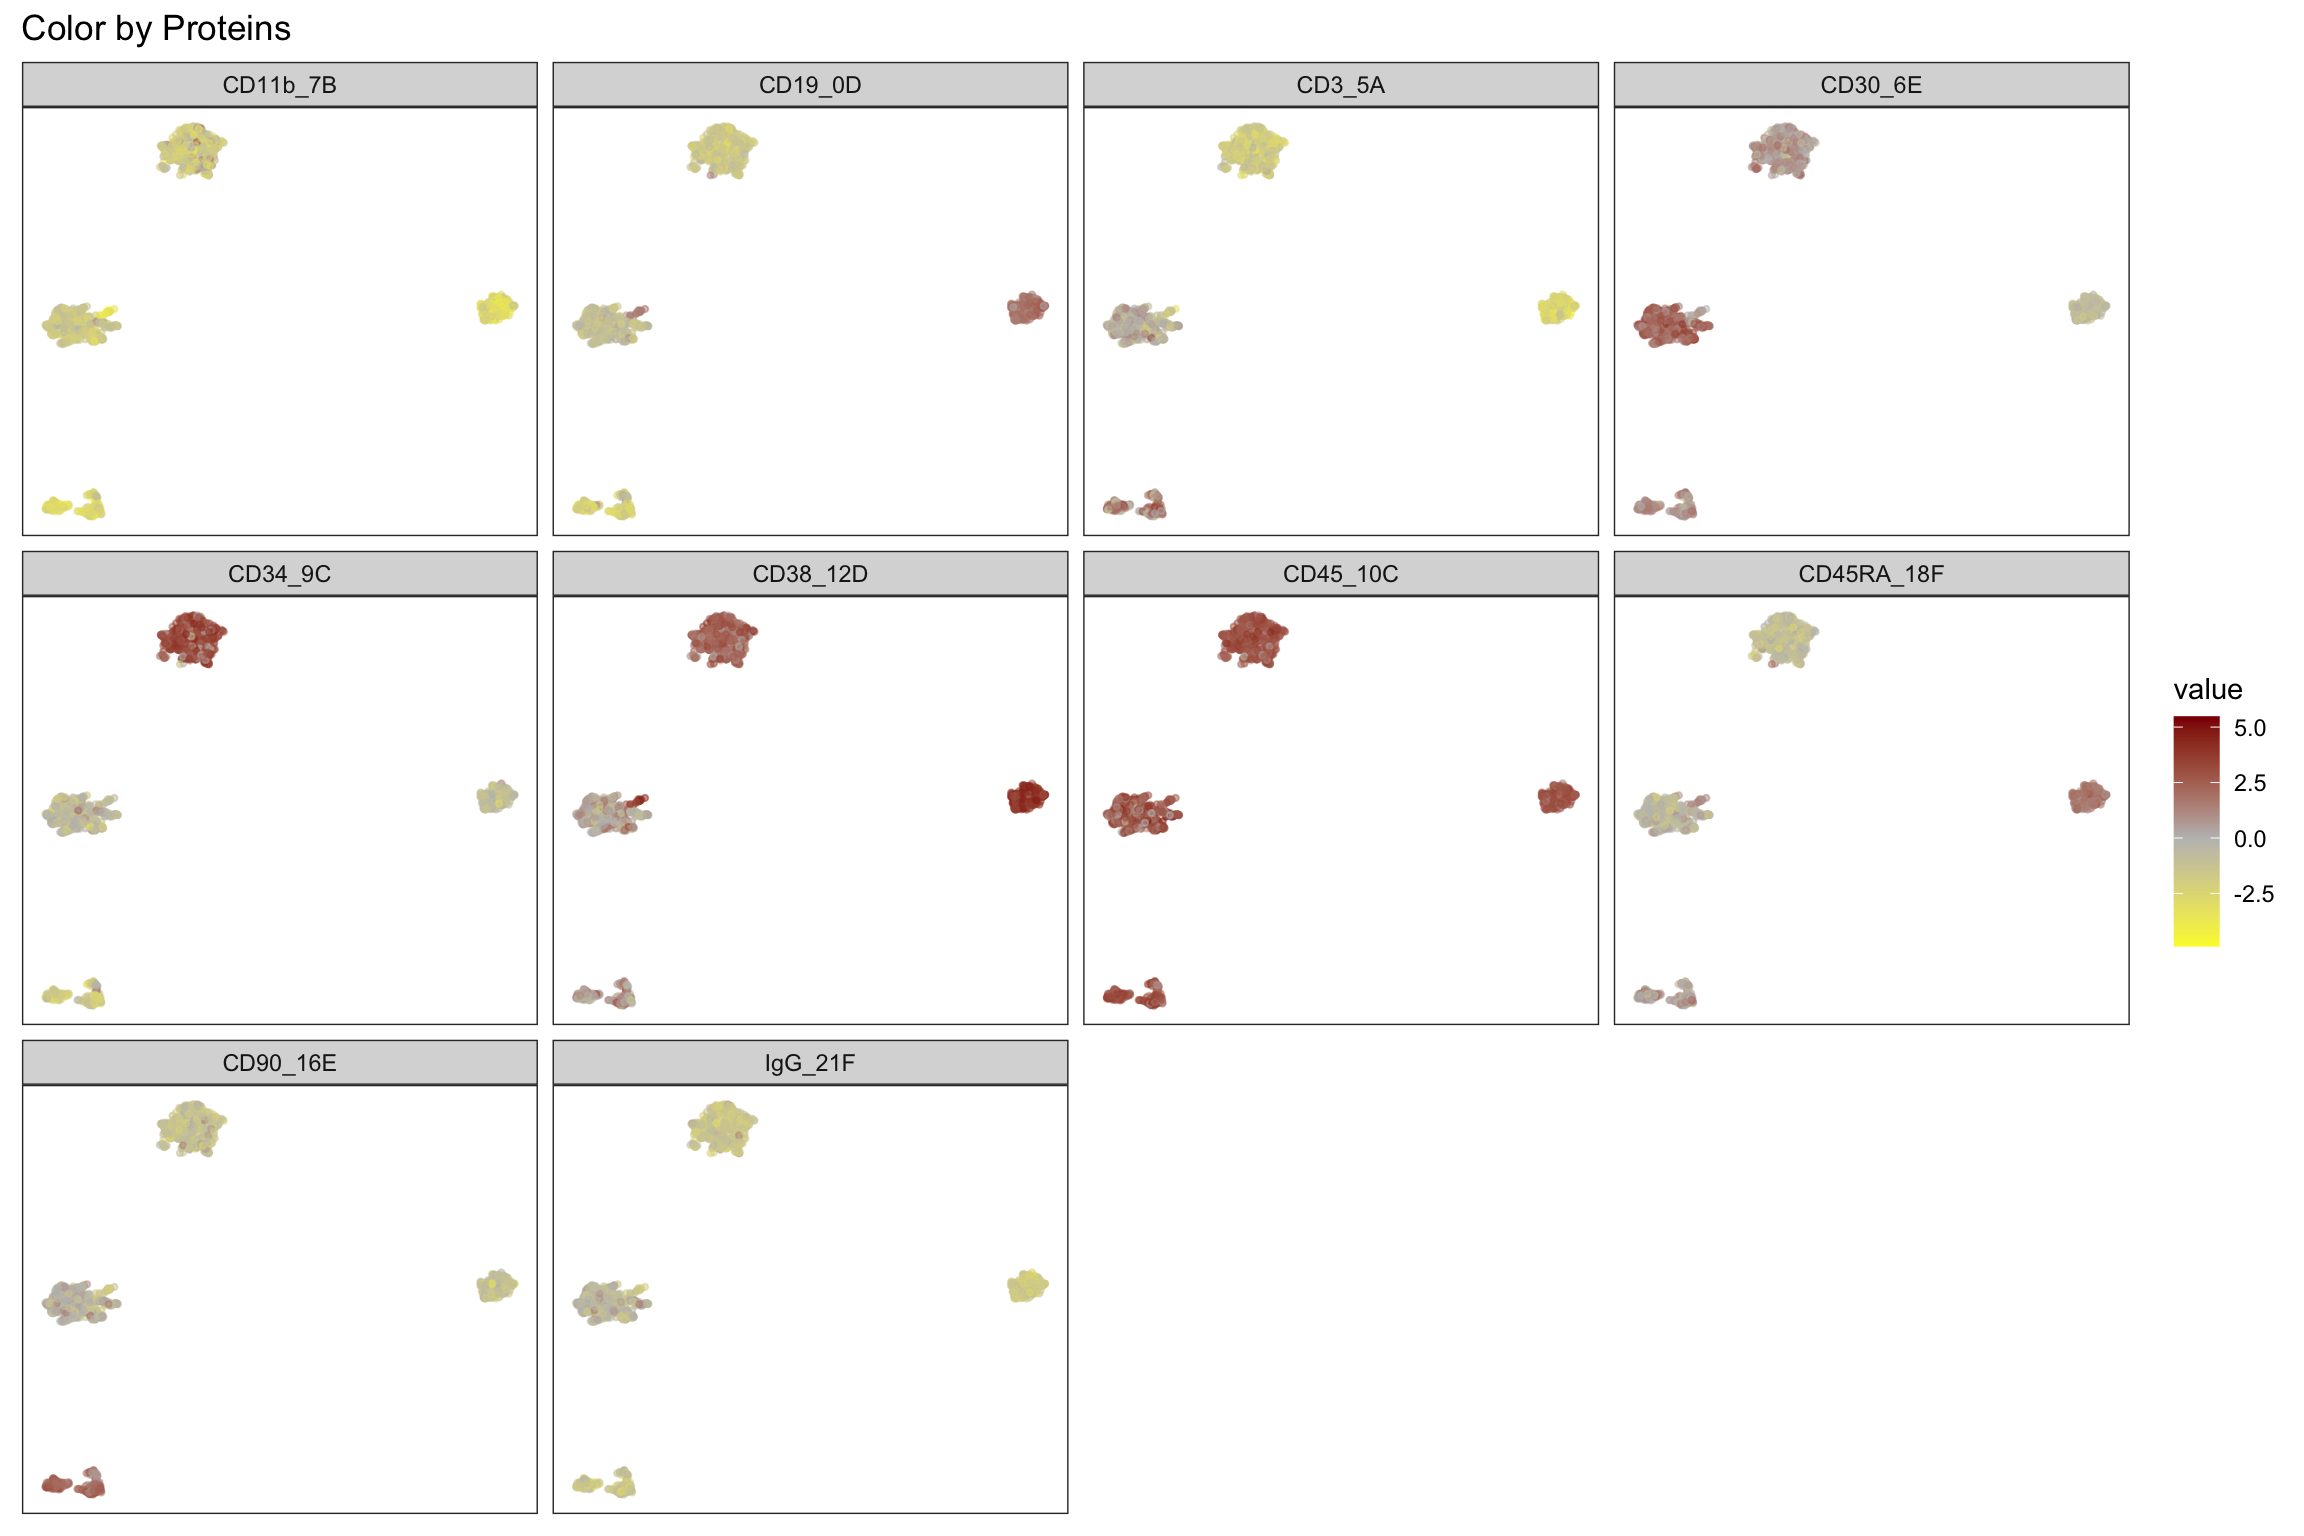 Color by Proteins
CD11b_7B
CD19_0D
CD3_5A
CD30_6E
CD34_9C
CD38_12D
CD45_10C
CD45RA_18F
value
5.0
2.5
0.0
-2.5
CD90_16E
IgG_21F